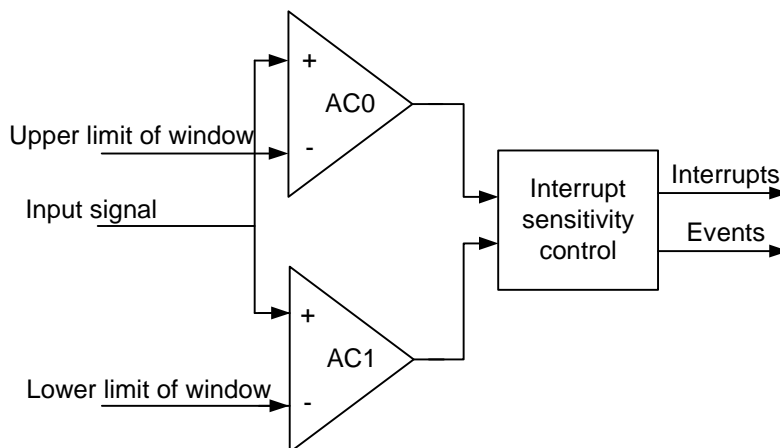 +
AC0
-
Upper limit of window
Input signal
Interrupt
sensitivity
control
Interrupts
Events
+
AC1
-
Lower limit of window